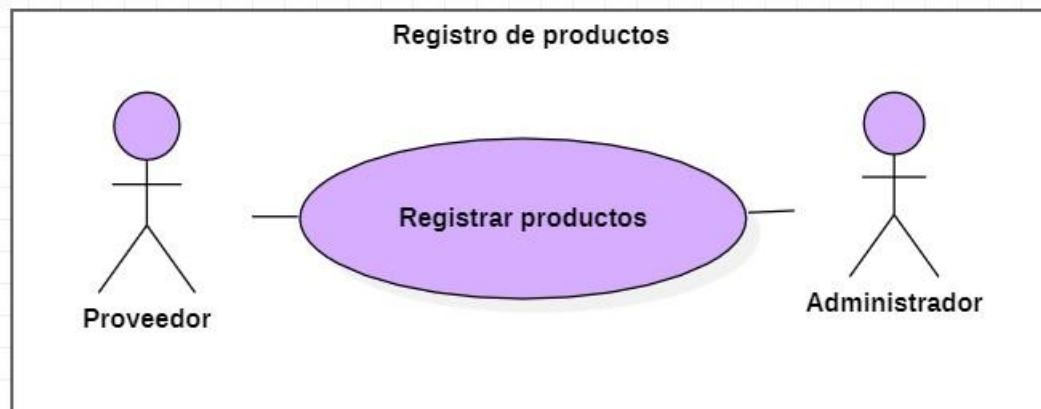 Registro de productos
Registrar productos
Proveedor
Administrador